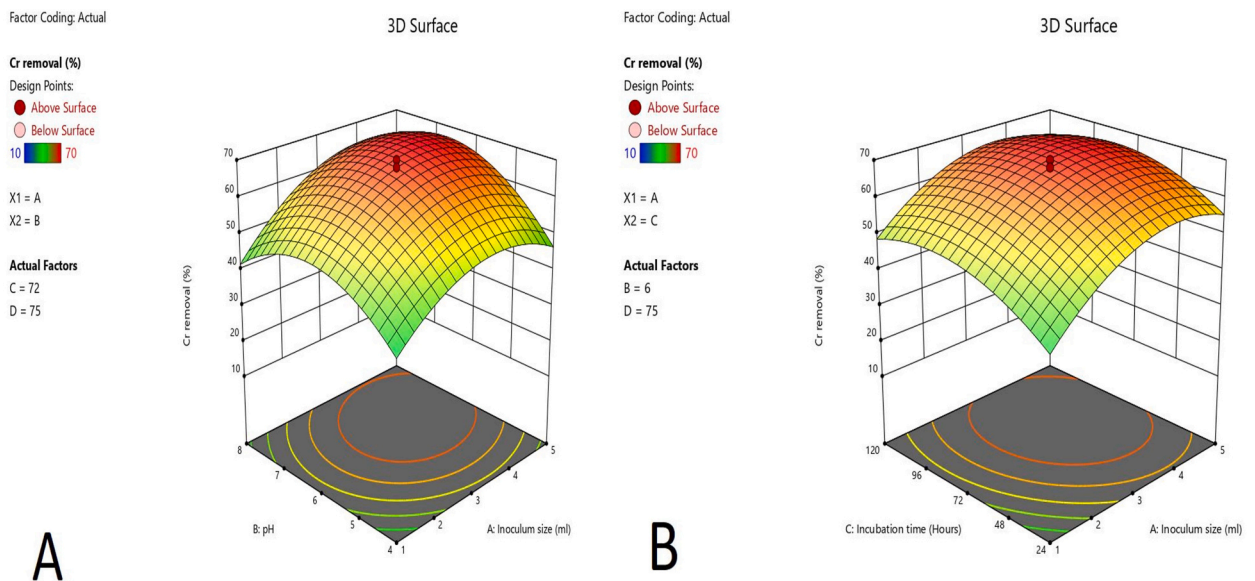 Factor Coding: Actual
3D Surface
Cr removal (%)
Design Points:
Above Surface
Below Surface
10 70
X1 = A
X2 = B
Actual Factors
C = 72
D = 75
70
60
50
40
30
20
10
Cr removal (%)
8 5
7 4
6 3
5 2
4 1
B: pH A: Inoculum size (ml)
A
Factor Coding: Actual
3D Surface
Cr removal (%)
Design Points:
Above Surface
Below Surface
10 70
X1 = A
X2 = C
Actual Factors
B = 6
D = 75
70
60
50
40
30
20
10
Cr removal (%)
120 5
96 4
72 3
48 2
24 1
C: Incubation time (Hours) A: Inoculum size (ml)
B